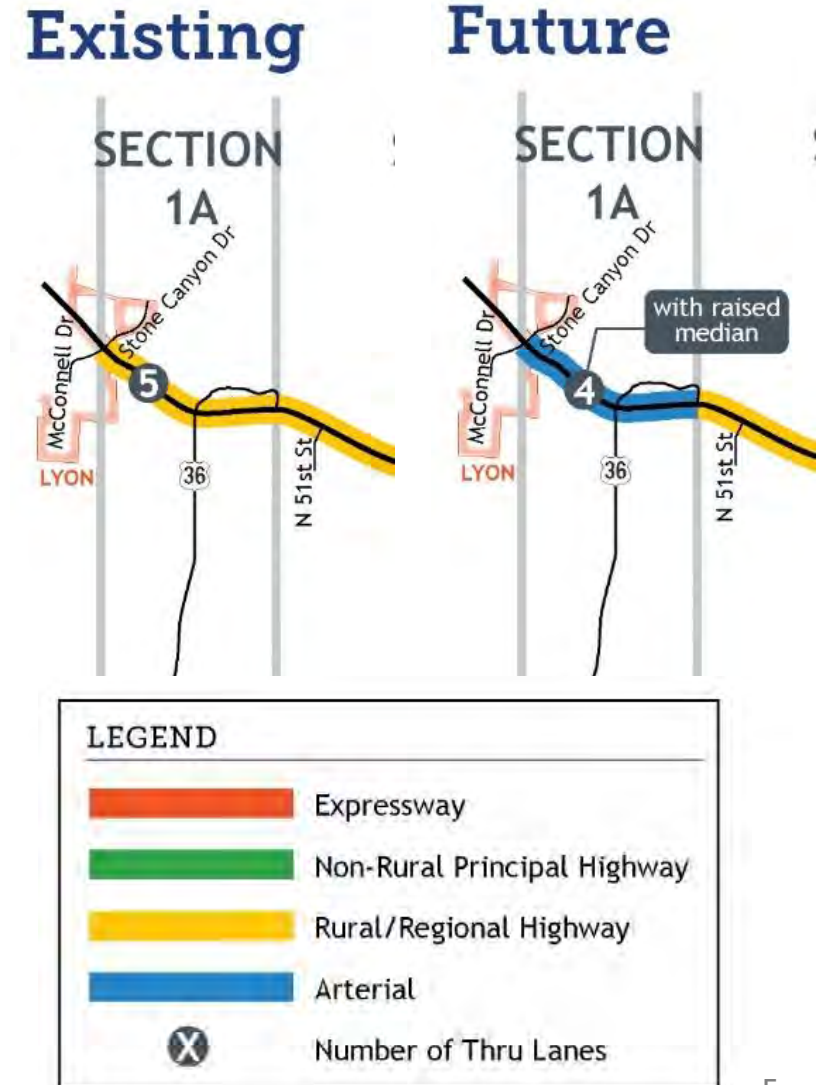 Existing
SECTION
1A
Stone Canyon Dr
McConnell Dr
5
LYON
36
N 51st St
Future
SECTION
1A
Stone Canyon Dr
with raised
median
McConnell Dr
4
LYON
36
N 51st St
LEGEND
Expressway
Non-Rural Principal Highway
Rural/Regional Highway
Arterial
X
Number of Thru Lanes